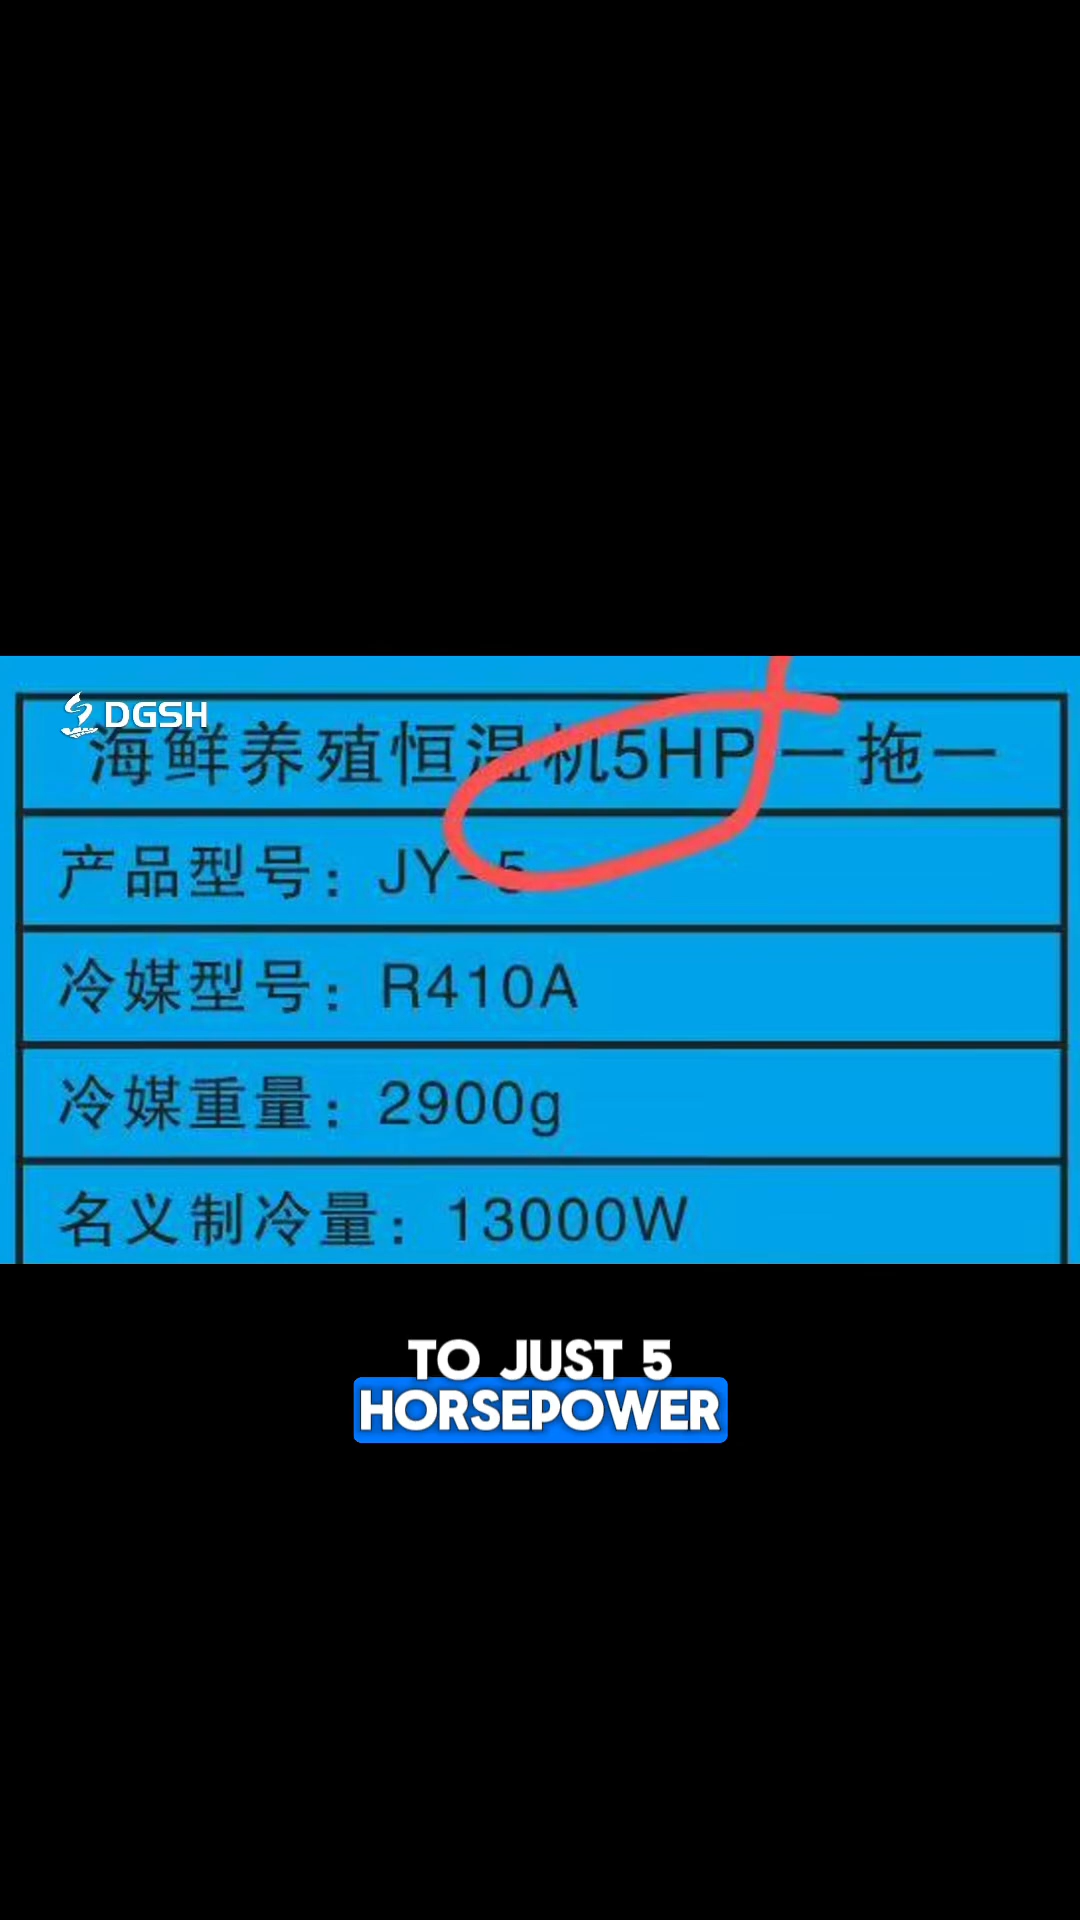 DGSH
海鲜养殖恒温机5HP一拖一
产品型号：JY-5
冷媒型号：R410A
冷媒重量：2900g
名义制冷量：13000W
TO JUST 5
HORSEPOWER